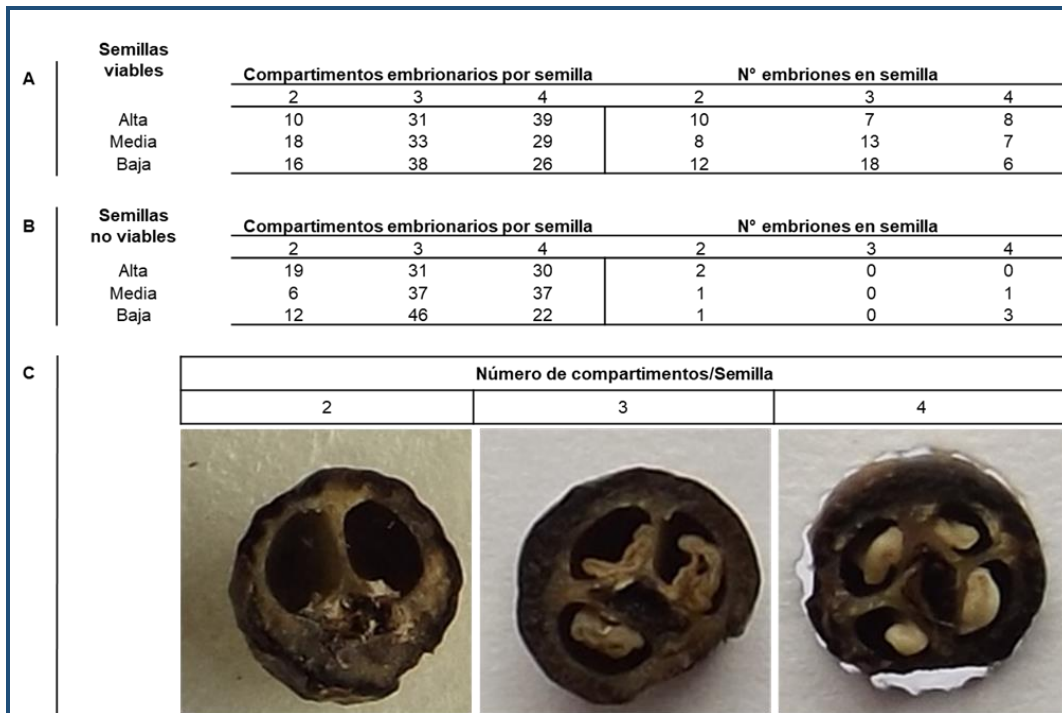 A
Semillas viables
Compartimentos embrionarios por semilla N° embriones en semilla
2 3 4 2 3 4
Alta 10 31 39 10 7 8
Media 18 33 29 8 13 7
Baja 16 38 26 12 18 6
B
Semillas no viables
Compartimentos embrionarios por semilla N° embriones en semilla
2 3 4 2 3 4
Alta 19 31 30 2 0 0
Media 6 37 37 1 0 1
Baja 12 46 22 1 0 3
C
Número de compartimentos/Semilla
2 3 4